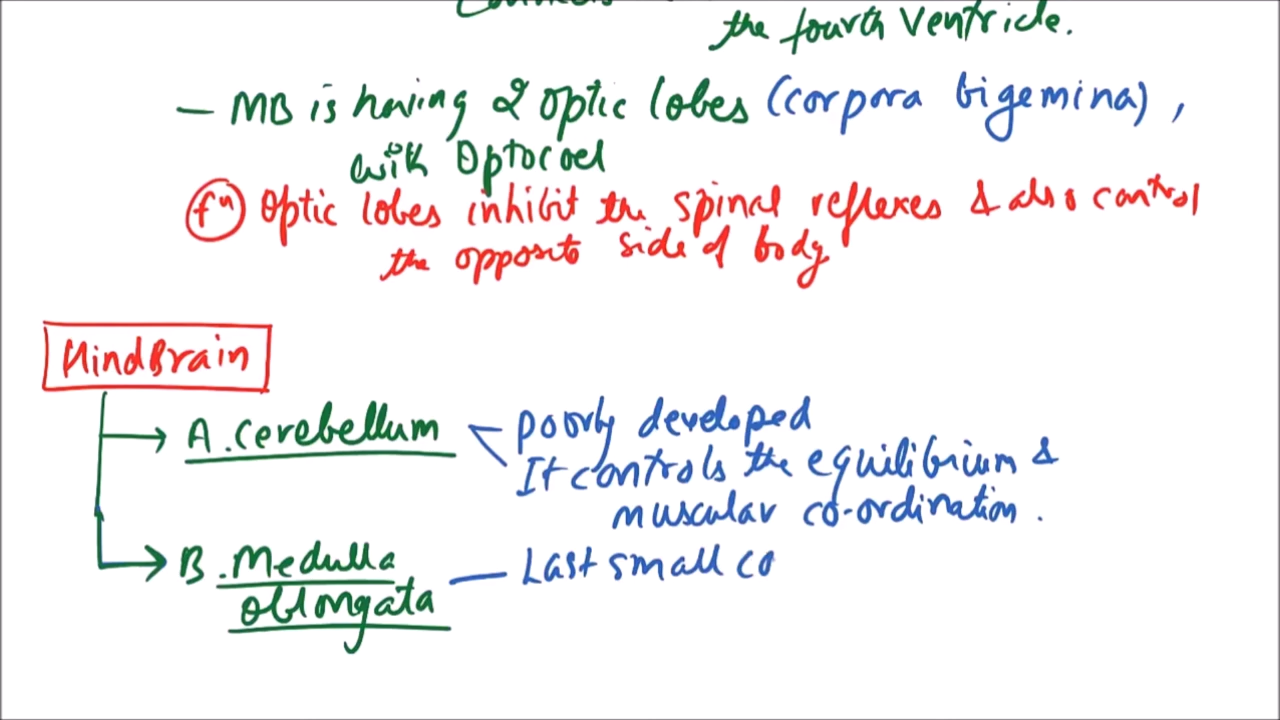 the fourth Ventricle.
– MB is having 2 optic lobes (corpora bigemina),
with Optocoel
fⁿ Optic lobes inhibit the spinal reflexes & also control
the opposite side of body
HindBrain
A. cerebellum
poorly developed
It controls the equilibrium &
muscular co-ordination.
B. Medulla
oblongata
– Last small co